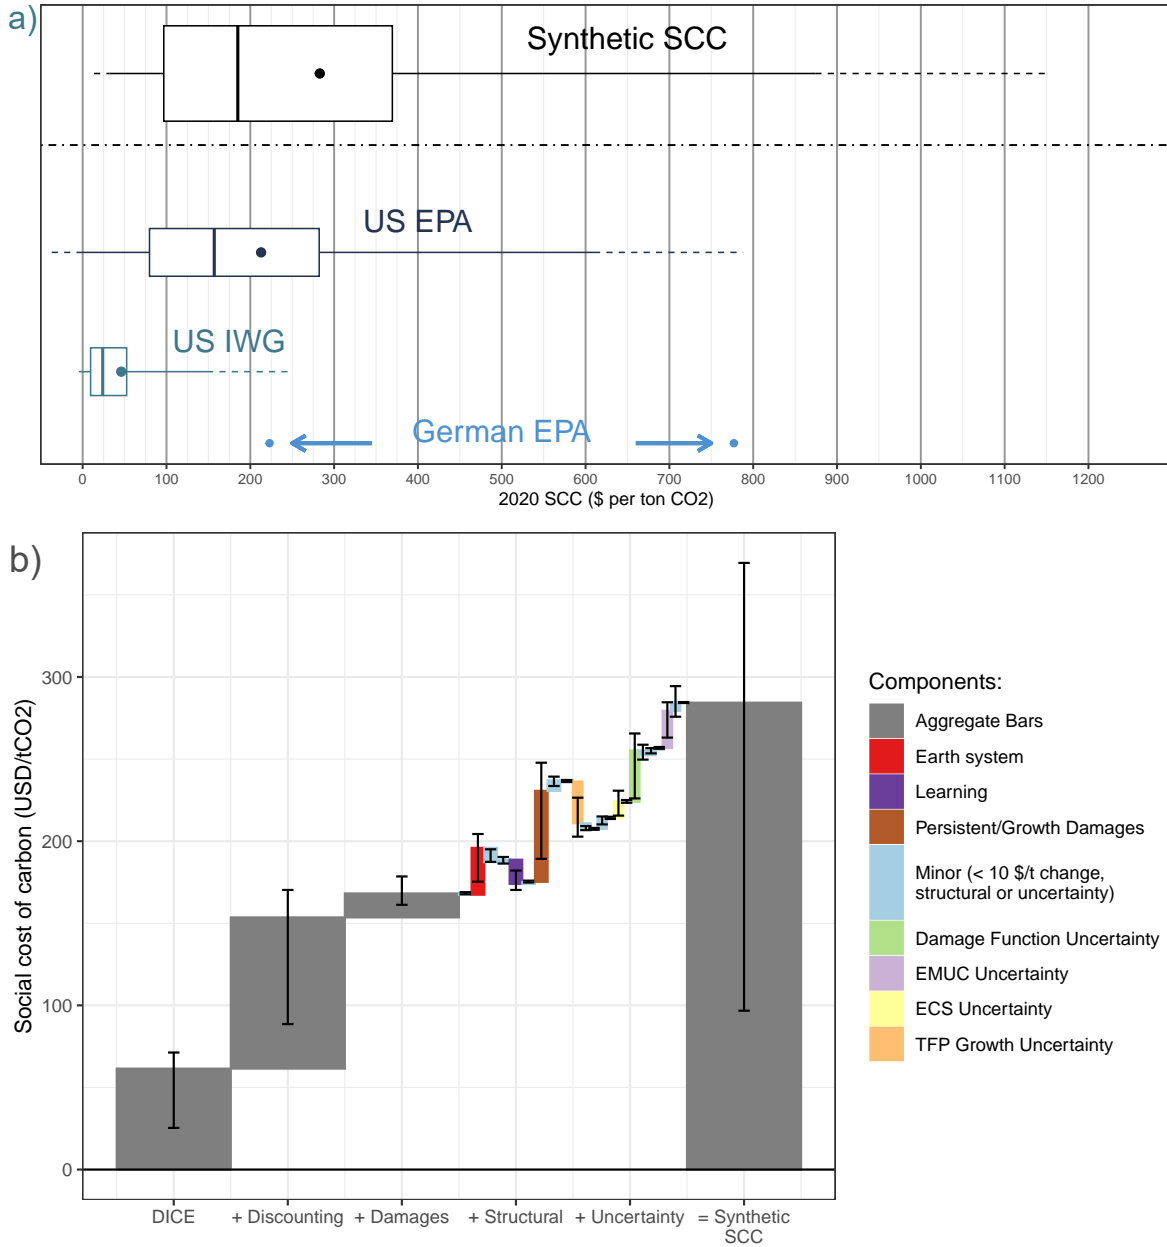 a)
Synthetic SCC
US EPA
US IWG
German EPA
0 100 200 300 400 500 600 700 800 900 1000 1100 1200
2020 SCC ($ per ton CO2)
b)
Social cost of carbon (USD/tCO2)
300
200
100
0
DICE + Discounting + Damages + Structural + Uncertainty = Synthetic
SCC
Components:
Aggregate Bars
Earth system
Learning
Persistent/Growth Damages
Minor (< 10 $/t change,
structural or uncertainty)
Damage Function Uncertainty
EMUC Uncertainty
ECS Uncertainty
TFP Growth Uncertainty